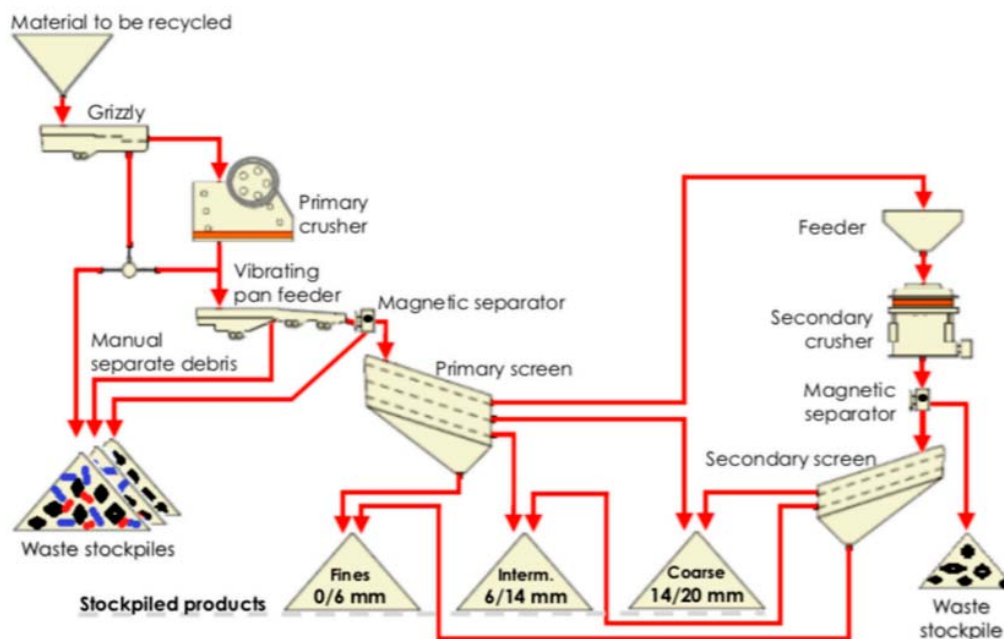 Material to be recycled
Grizzly
Primary
crusher
Vibrating
pan feeder
Magnetic separator
Manual
separate debris
Primary screen
Feeder
Secondary
crusher
Magnetic
separator
Secondary screen
Waste stockpiles
Fines
0/6 mm
Interm.
6/14 mm
Coarse
14/20 mm
Stockpiled products
Waste
stockpile